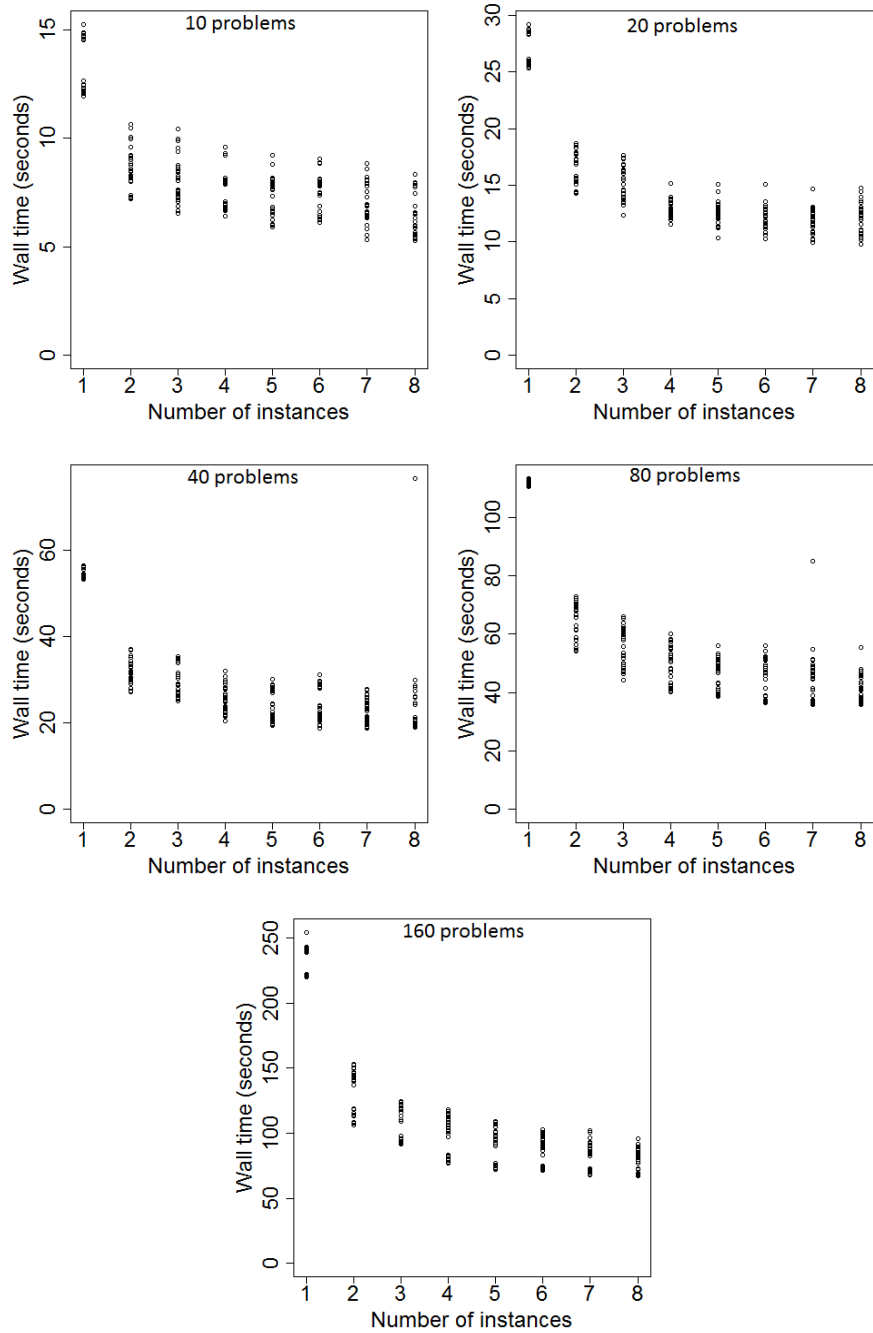 10 problems
Wall time (seconds)
15
10
5
0
1 2 3 4 5 6 7 8
Number of instances
20 problems
Wall time (seconds)
30
25
20
15
10
5
0
1 2 3 4 5 6 7 8
Number of instances
40 problems
Wall time (seconds)
60
40
20
0
1 2 3 4 5 6 7 8
Number of instances
80 problems
Wall time (seconds)
100
80
60
40
20
0
1 2 3 4 5 6 7 8
Number of instances
160 problems
Wall time (seconds)
250
200
150
100
50
0
1 2 3 4 5 6 7 8
Number of instances